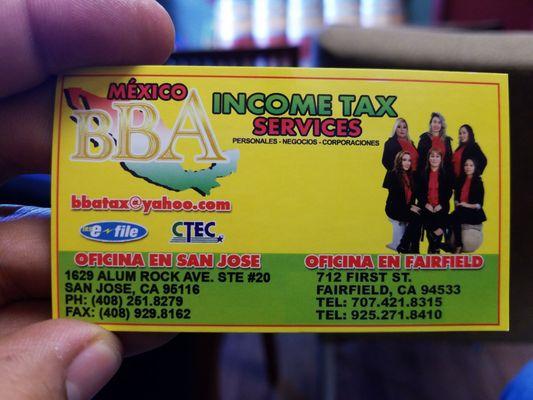 MÉXICO
BBA
INCOME TAX
SERVICES
PERSONALES - NEGOCIOS - CORPORACIONES
bbatax@yahoo.com
e file
CTEC
OFICINA EN SAN JOSE
1629 ALUM ROCK AVE. STE #20
SAN JOSE, CA 95116
PH: (408) 251.8279
FAX: (408) 929.8162
OFICINA EN FAIRFIELD
712 FIRST ST.
FAIRFIELD, CA 94533
TEL: 707.421.8315
TEL: 925.271.8410